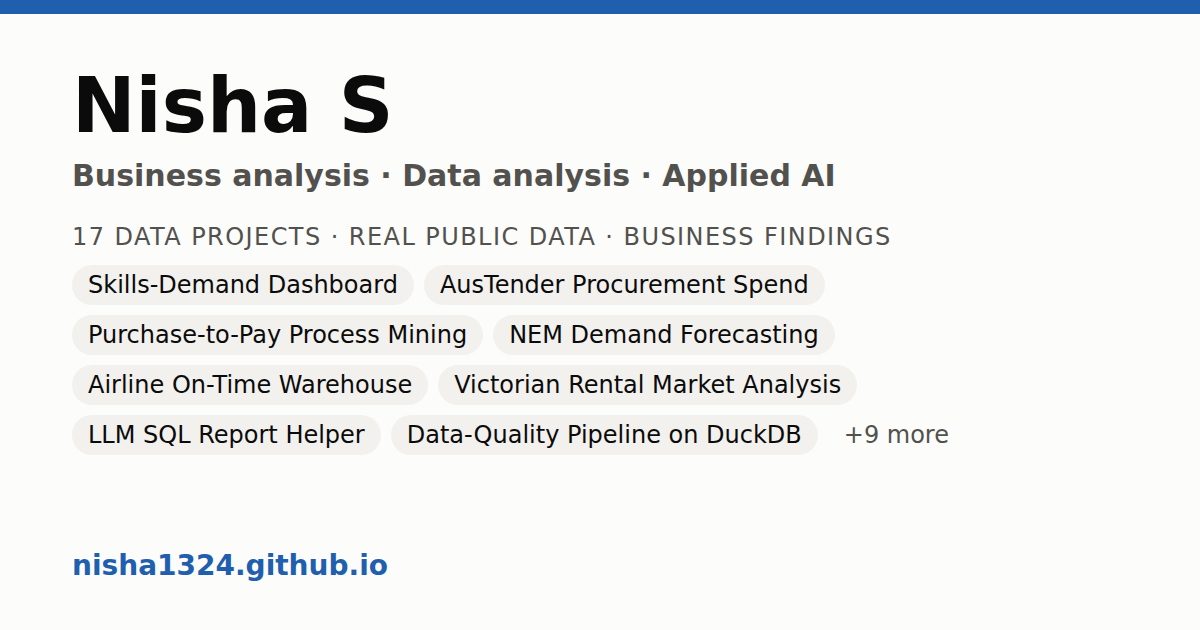 Nisha S
Business analysis · Data analysis · Applied AI
17 DATA PROJECTS · REAL PUBLIC DATA · BUSINESS FINDINGS
Skills-Demand Dashboard AusTender Procurement Spend
Purchase-to-Pay Process Mining NEM Demand Forecasting
Airline On-Time Warehouse Victorian Rental Market Analysis
LLM SQL Report Helper Data-Quality Pipeline on DuckDB +9 more
nisha1324.github.io